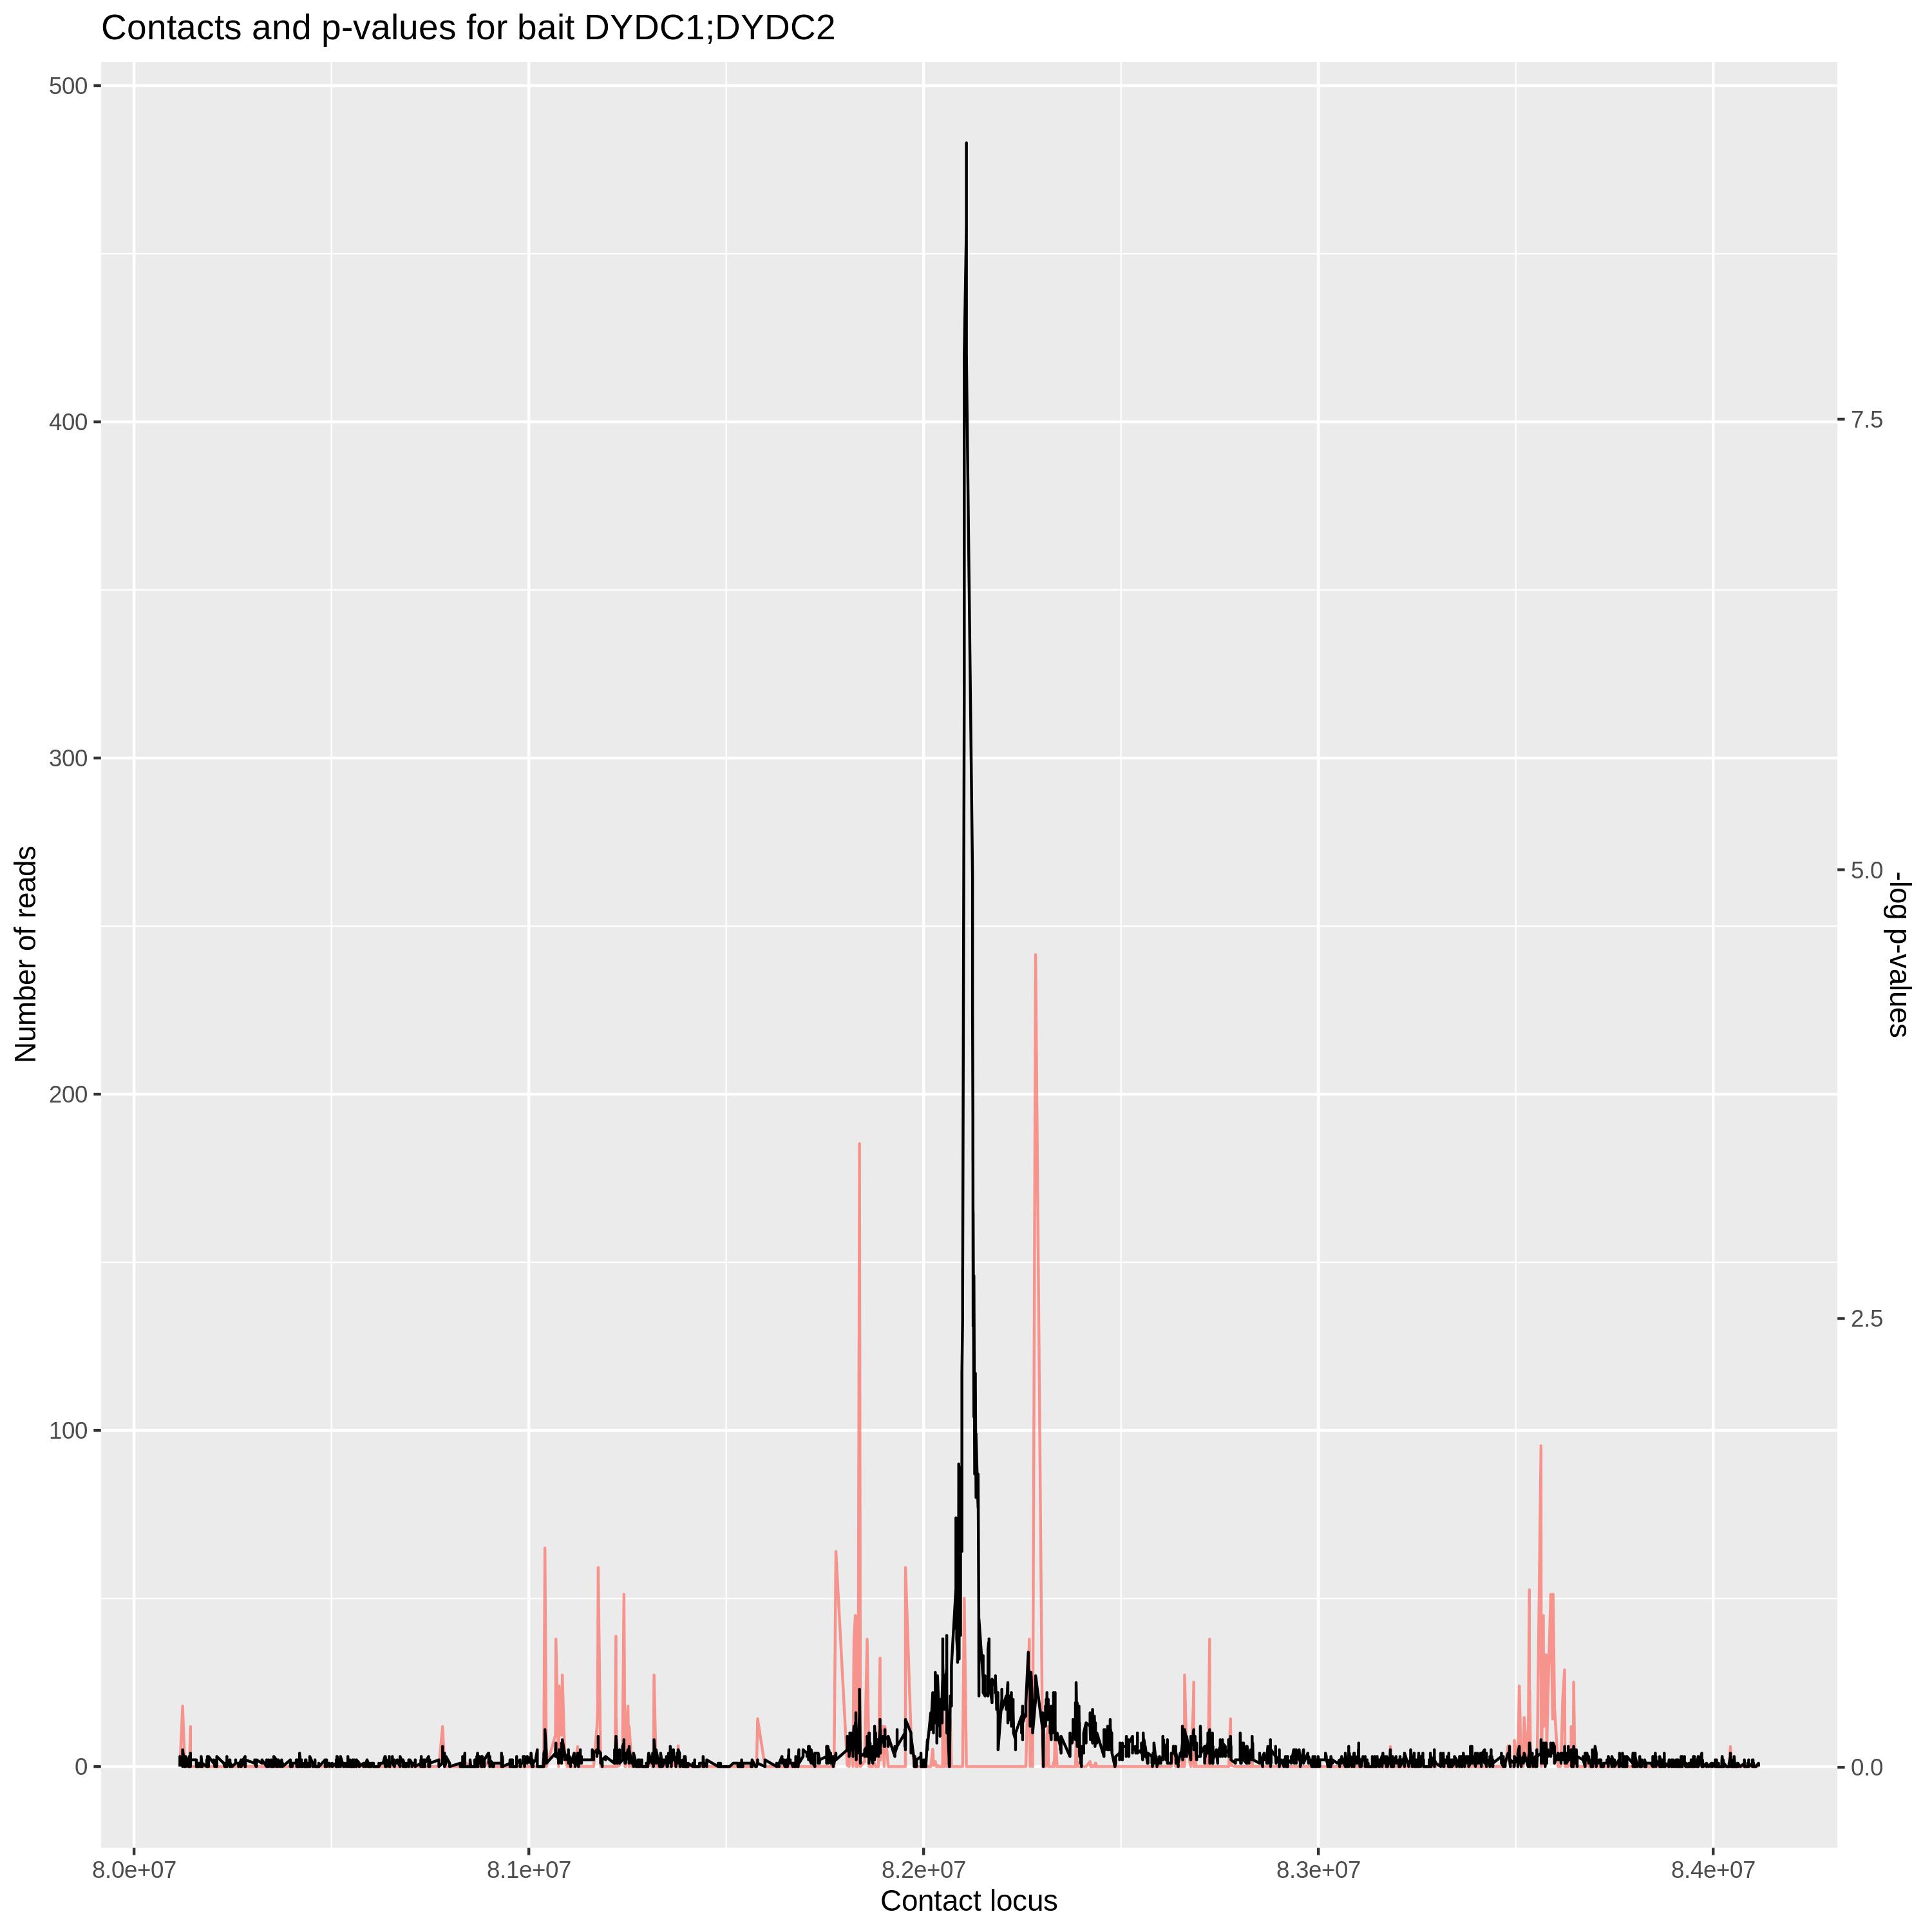 Contacts and p-values for bait DYDC1;DYDC2
500
400
300
200
100
0
Number of reads
7.5
5.0
2.5
0.0
-log p-values
8.0e+07
8.1e+07
8.2e+07
8.3e+07
8.4e+07
Contact locus